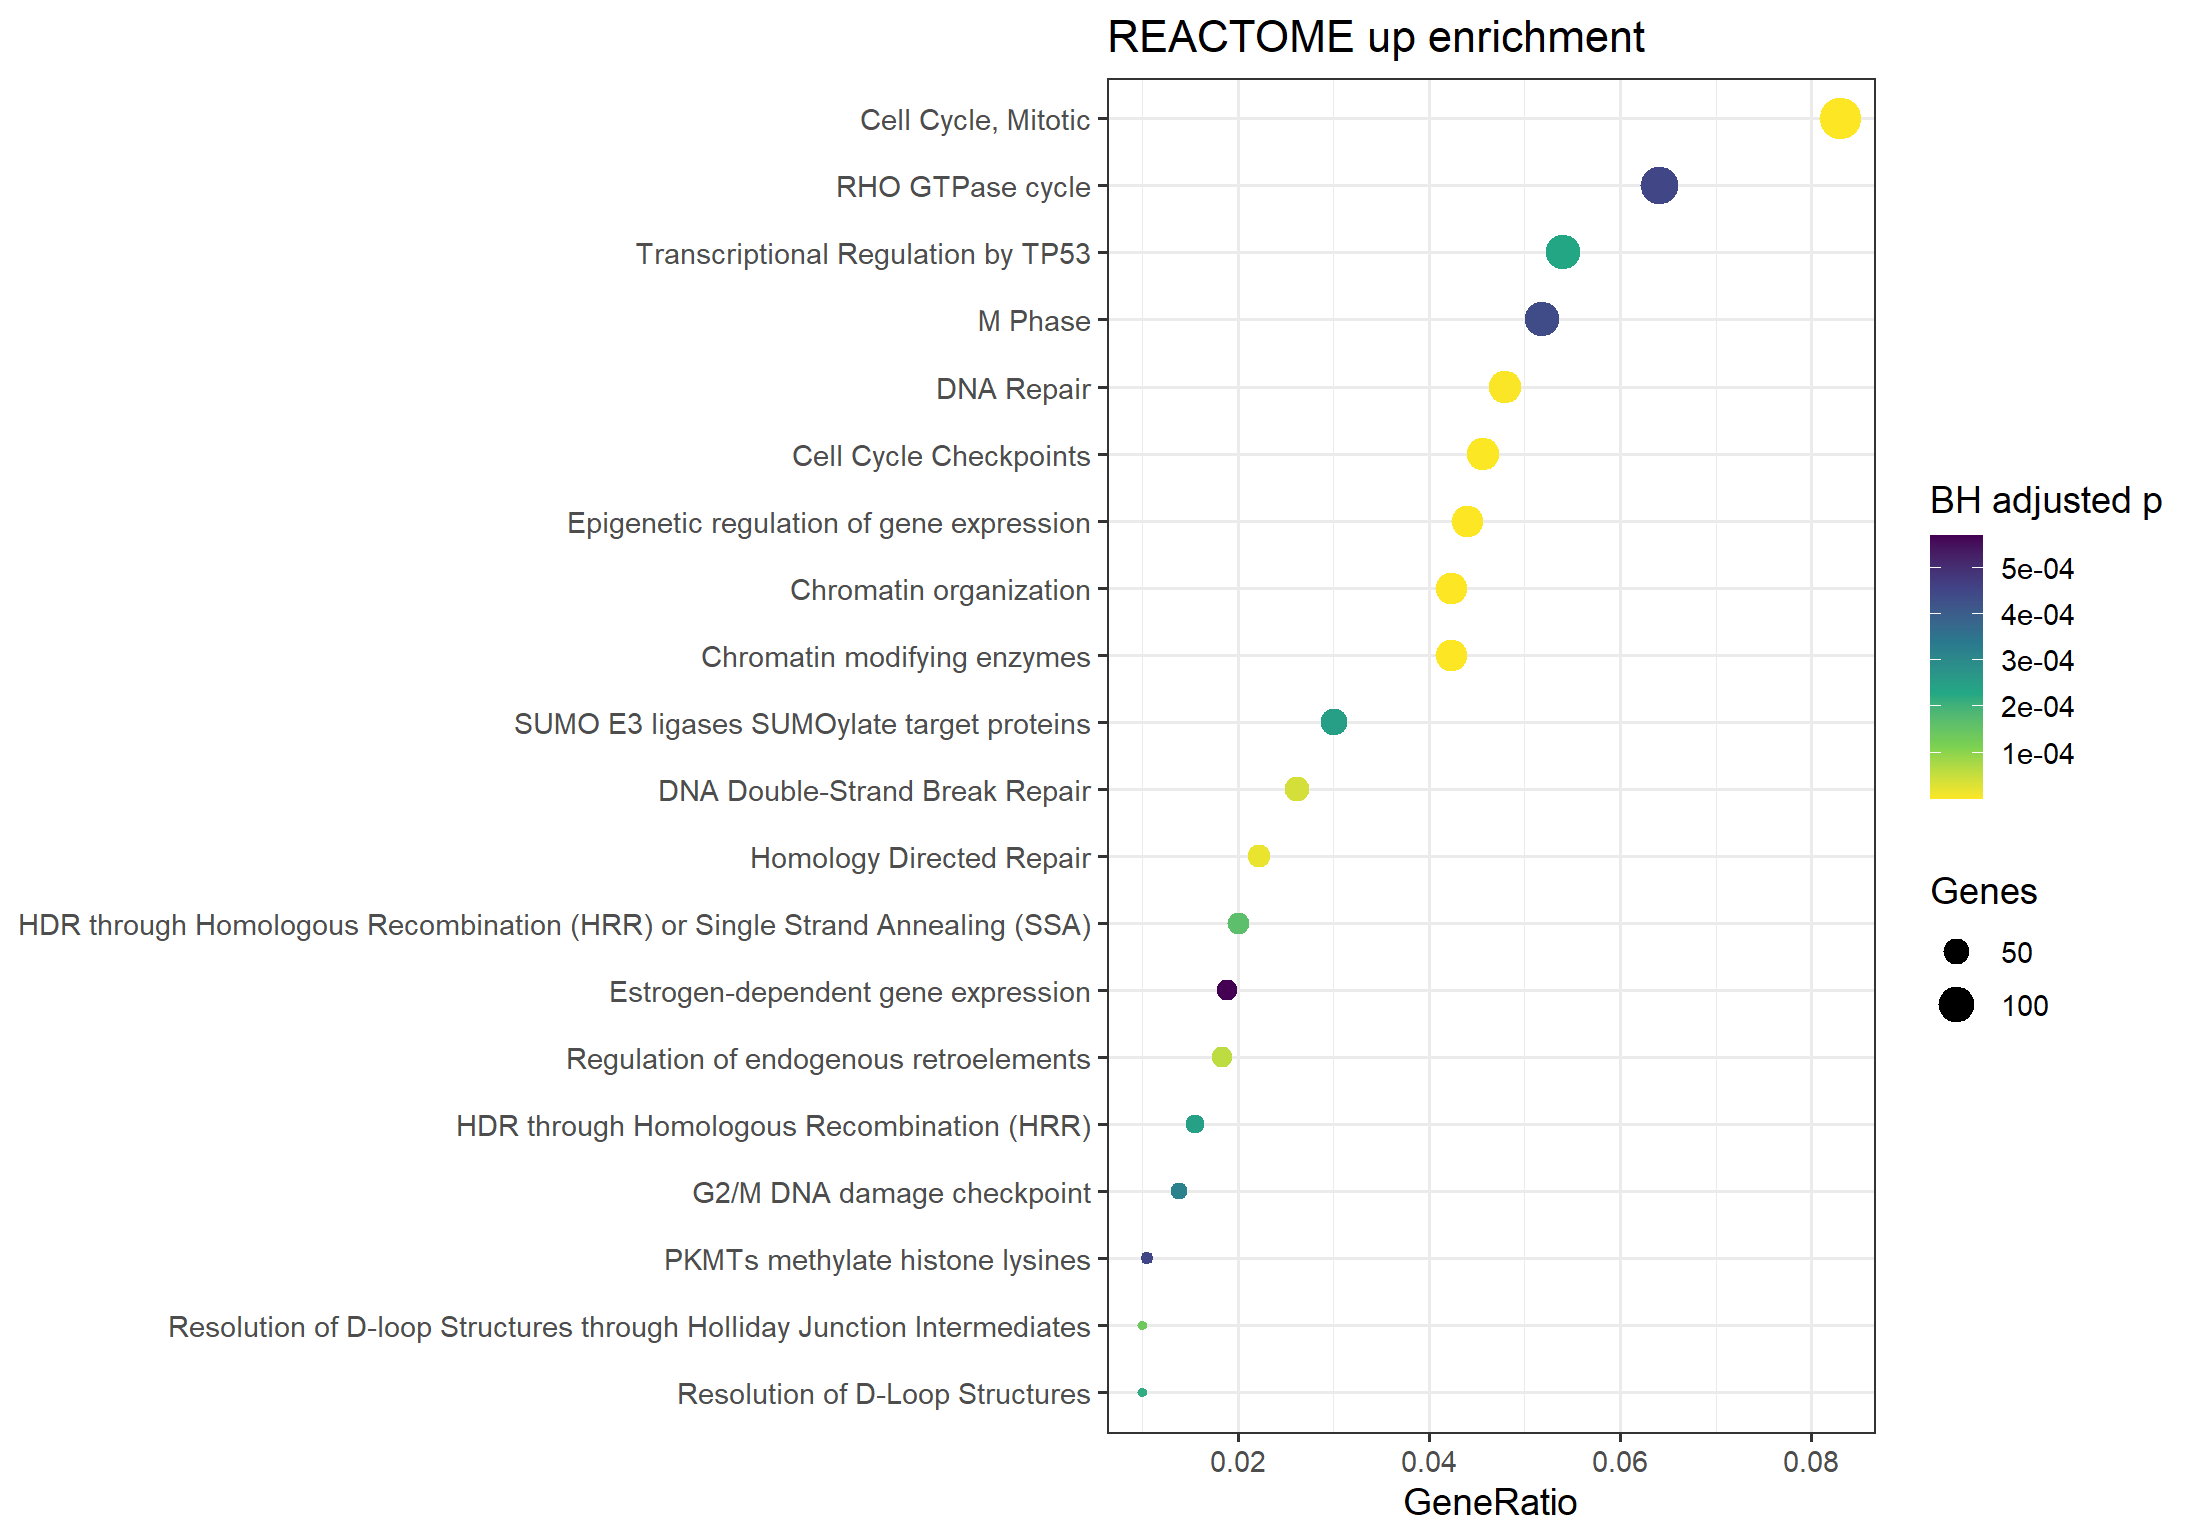 REACTOME up enrichment
Cell Cycle, Mitotic
RHO GTPase cycle
Transcriptional Regulation by TP53
M Phase
DNA Repair
Cell Cycle Checkpoints
Epigenetic regulation of gene expression
Chromatin organization
Chromatin modifying enzymes
SUMO E3 ligases SUMOylate target proteins
DNA Double-Strand Break Repair
Homology Directed Repair
HDR through Homologous Recombination (HRR) or Single Strand Annealing (SSA)
Estrogen-dependent gene expression
Regulation of endogenous retroelements
HDR through Homologous Recombination (HRR)
G2/M DNA damage checkpoint
PKMTs methylate histone lysines
Resolution of D-loop Structures through Holliday Junction Intermediates
Resolution of D-Loop Structures
0.02 0.04 0.06 0.08
GeneRatio
BH adjusted p
5e-04
4e-04
3e-04
2e-04
1e-04
Genes
50
100